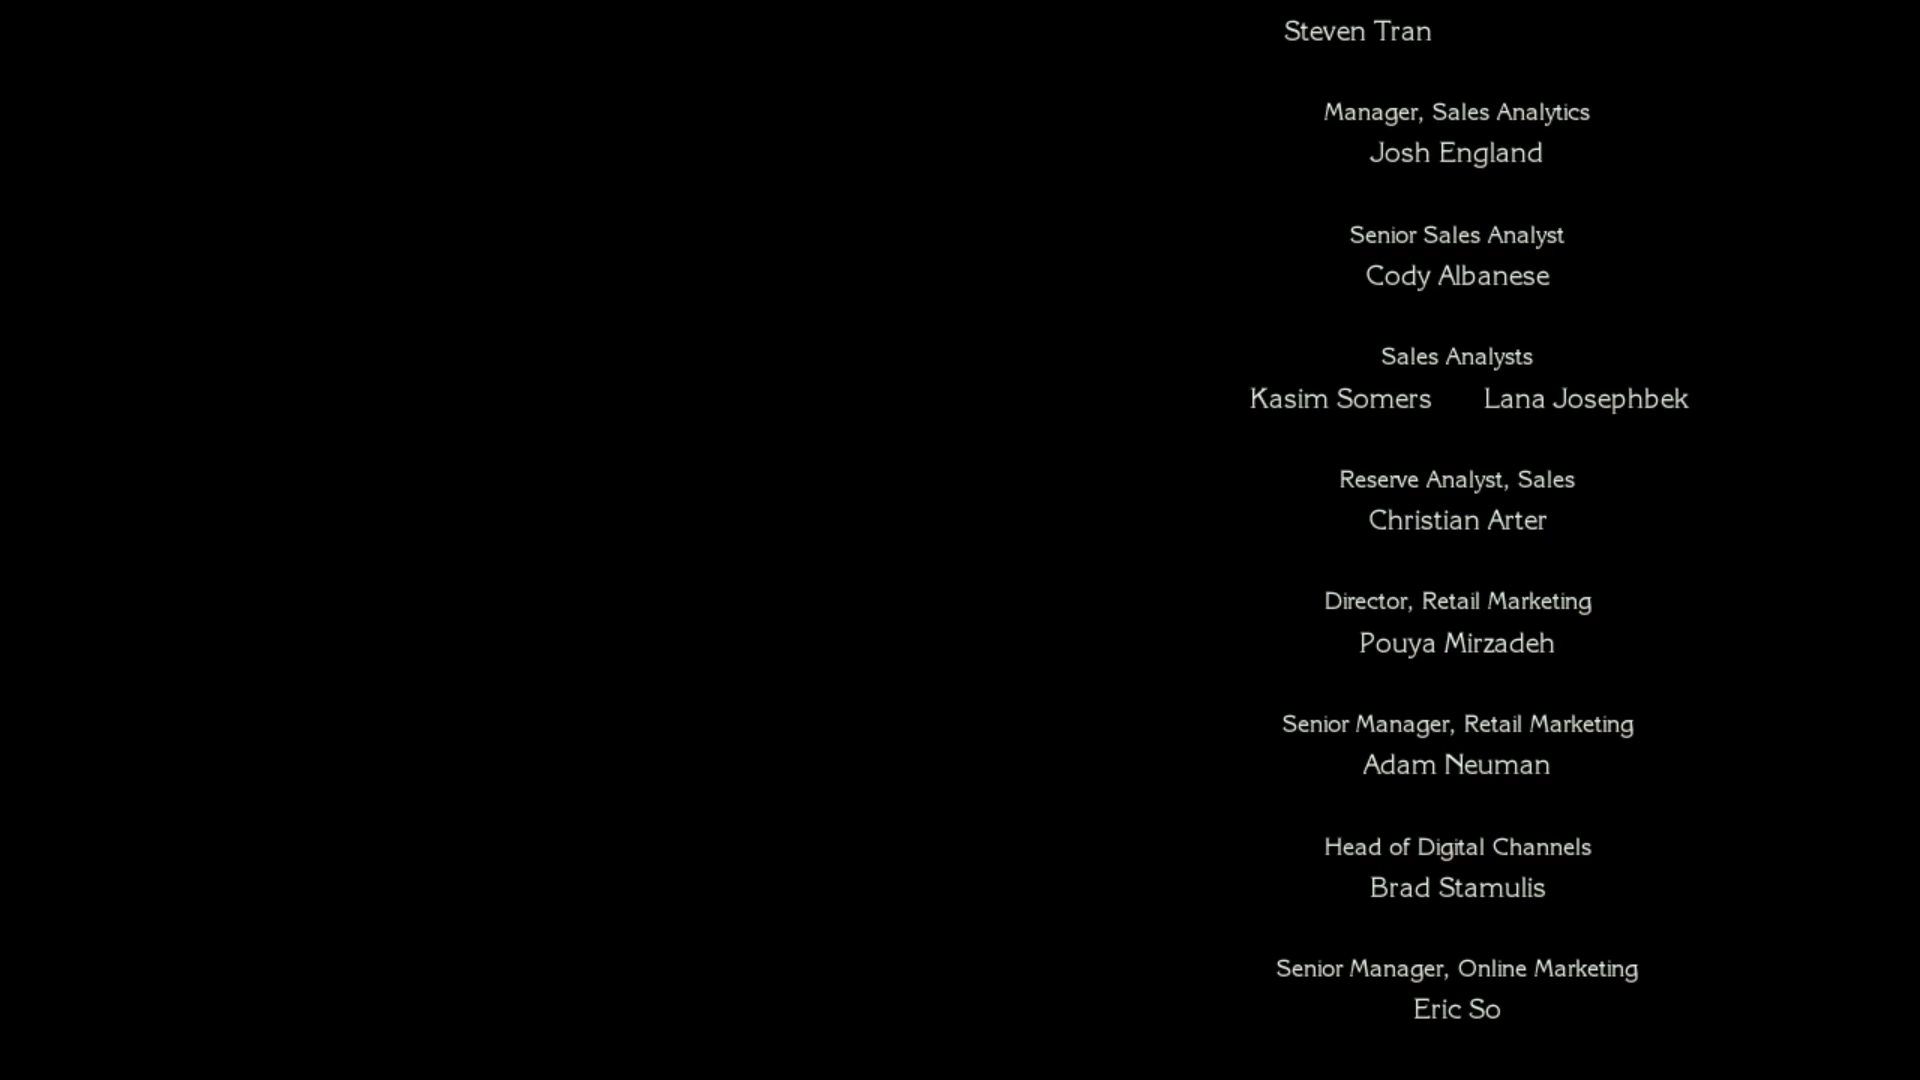 Steven Tran
Manager, Sales Analytics
Josh England
Senior Sales Analyst
Cody Albanese
Sales Analysts
Kasim Somers Lana Josephbek
Reserve Analyst, Sales
Christian Arter
Director, Retail Marketing
Pouya Mirzadeh
Senior Manager, Retail Marketing
Adam Neuman
Head of Digital Channels
Brad Stamulis
Senior Manager, Online Marketing
Eric So